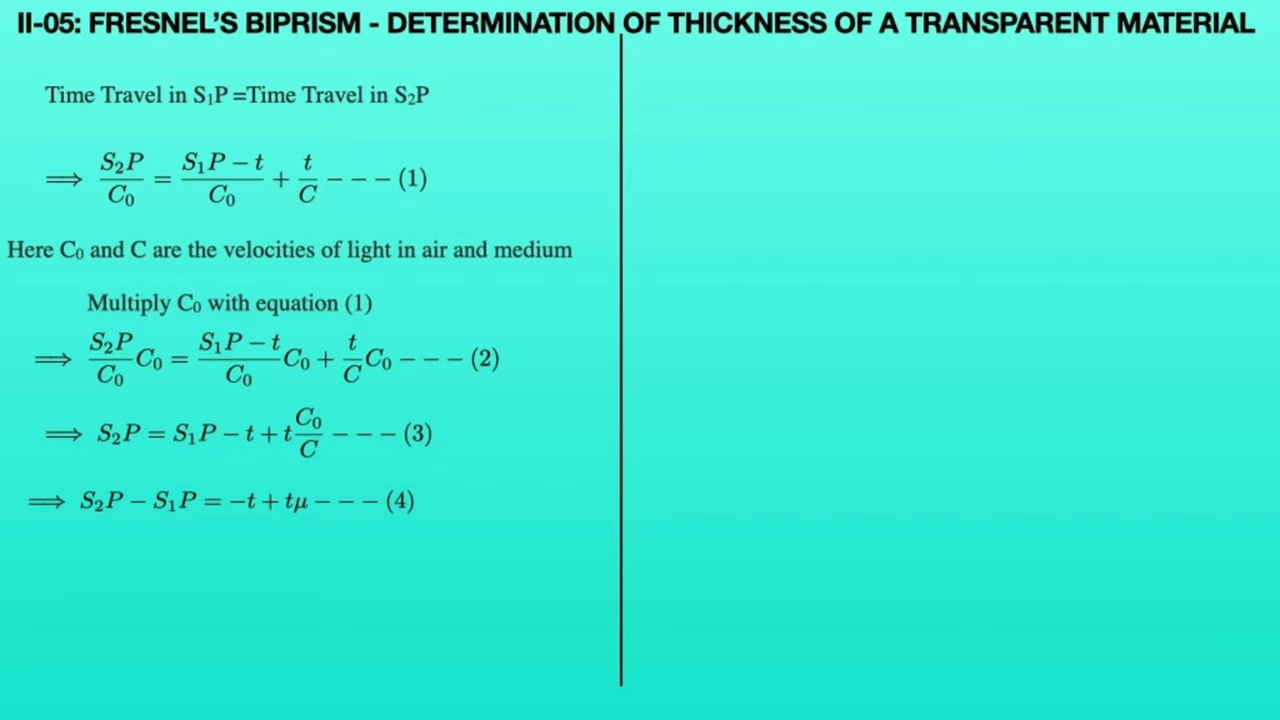 II-05: FRESNEL'S BIPRISM - DETERMINATION OF THICKNESS OF A TRANSPARENT MATERIAL
Time Travel in S₁P =Time Travel in S₂P
⟹ S₂P/C₀ = (S₁P − t)/C₀ + t/C − − − (1)
Here C₀ and C are the velocities of light in air and medium
Multiply C₀ with equation (1)
⟹ S₂P/C₀ C₀ = (S₁P − t)/C₀ C₀ + t/C C₀ − − − (2)
⟹ S₂P = S₁P − t + t C₀/C − − − (3)
⟹ S₂P − S₁P = −t + tμ − − − (4)